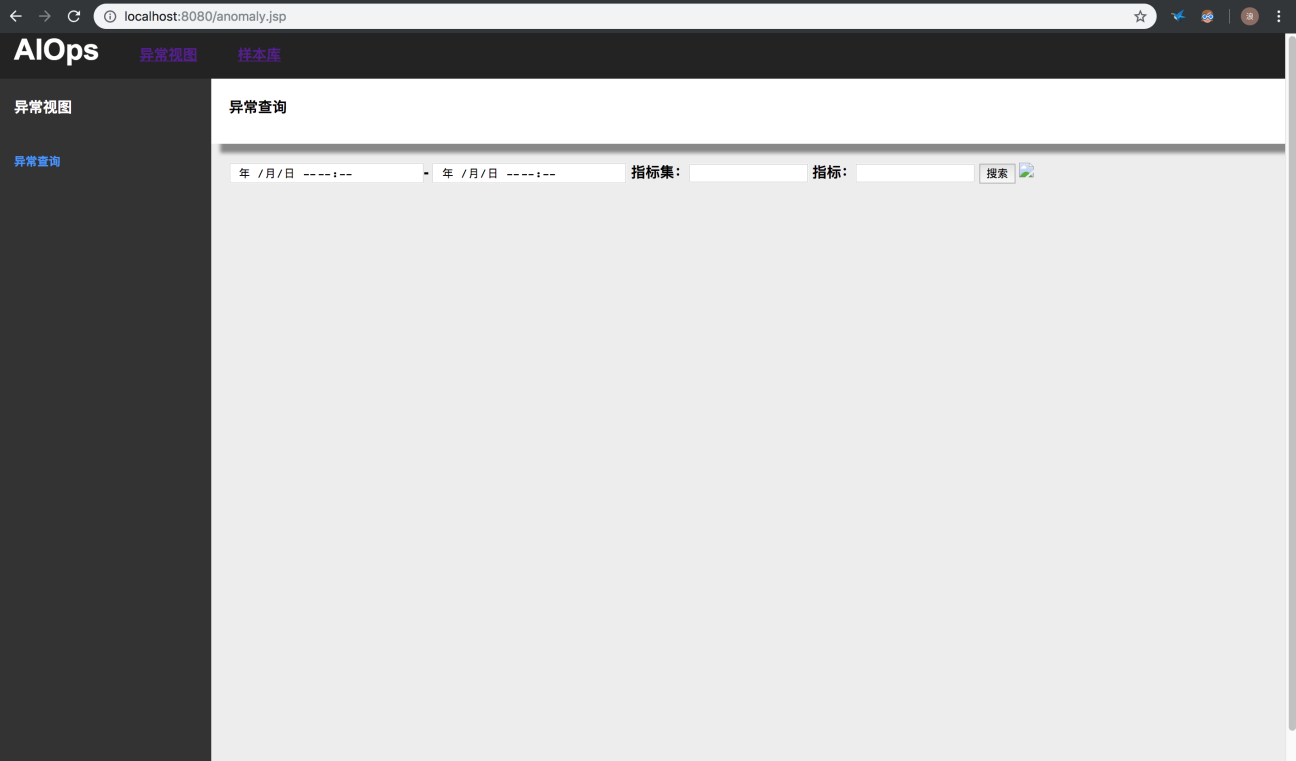 localhost:8080/anomaly.jsp
浪
AIOps 异常视图 样本库
异常视图
异常查询
异常查询
年 /月/日 ----:-- - 年 /月/日 ----:-- 指标集： 指标： 搜索